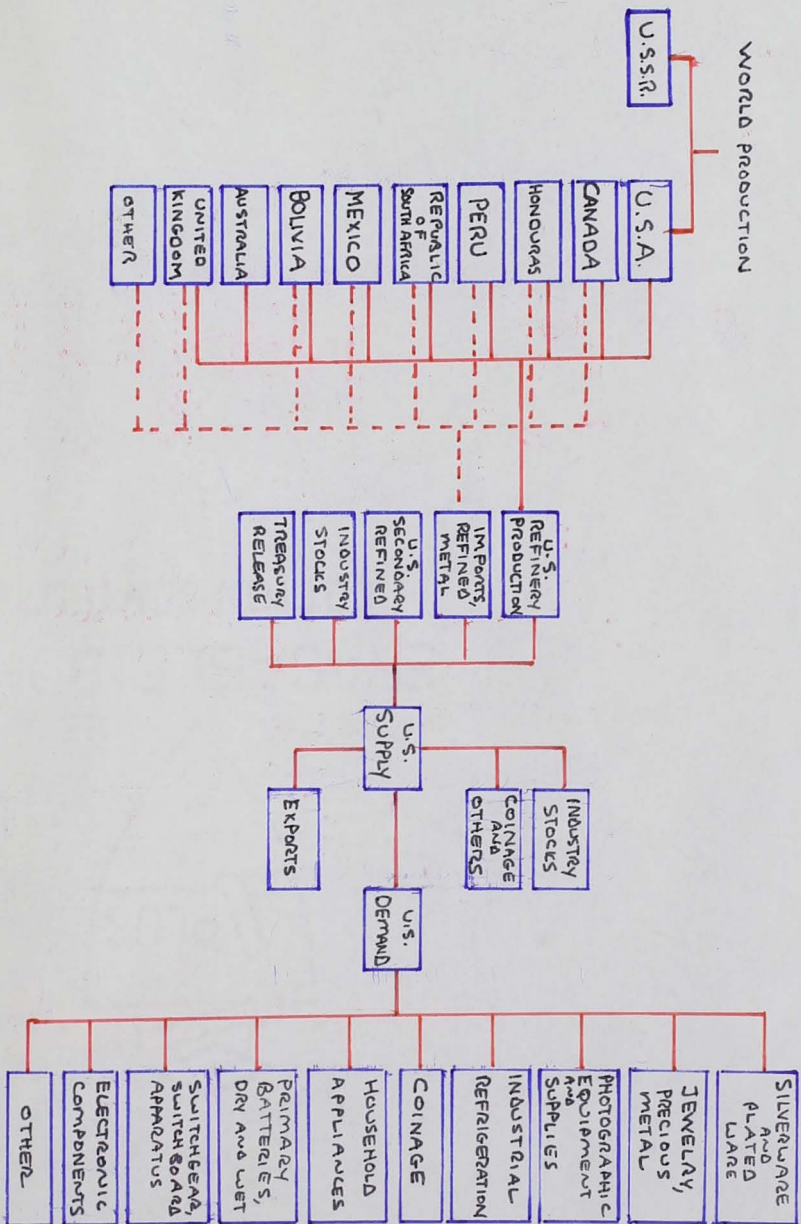 WORLD PRODUCTION
U.S.S.R.
U.S.A.
CANADA
HONDURAS
PERU
REPUBLIC
OF
SOUTH AFRICA
MEXICO
BOLIVIA
AUSTRALIA
UNITED
KINGDOM
OTHER
U.S.
REFINERY
PRODUCTION
IMPORTS,
REFINED
METAL
U.S.
SECONDARY
REFINED
INDUSTRY
STOCKS
TREASURY
RELEASE
U.S.
SUPPLY
INDUSTRY
STOCKS
COINAGE
AND
OTHERS
EXPORTS
U.S.
DEMAND
SILVERWARE
AND
PLATED
WARE
JEWELRY,
PRECIOUS
METAL
PHOTOGRAPHIC
EQUIPMENT
AND
SUPPLIES
INDUSTRIAL
REFRIGERATION
COINAGE
HOUSEHOLD
APPLIANCES
PRIMARY
BATTERIES,
DRY AND WET
SWITCHGEAR,
SWITCH BOARD
APPARATUS
ELECTRONIC
COMPONENTS
OTHER